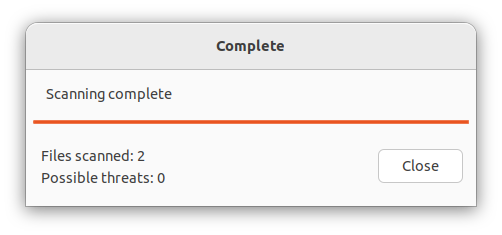 Complete
Scanning complete
Files scanned: 2
Possible threats: 0
Close